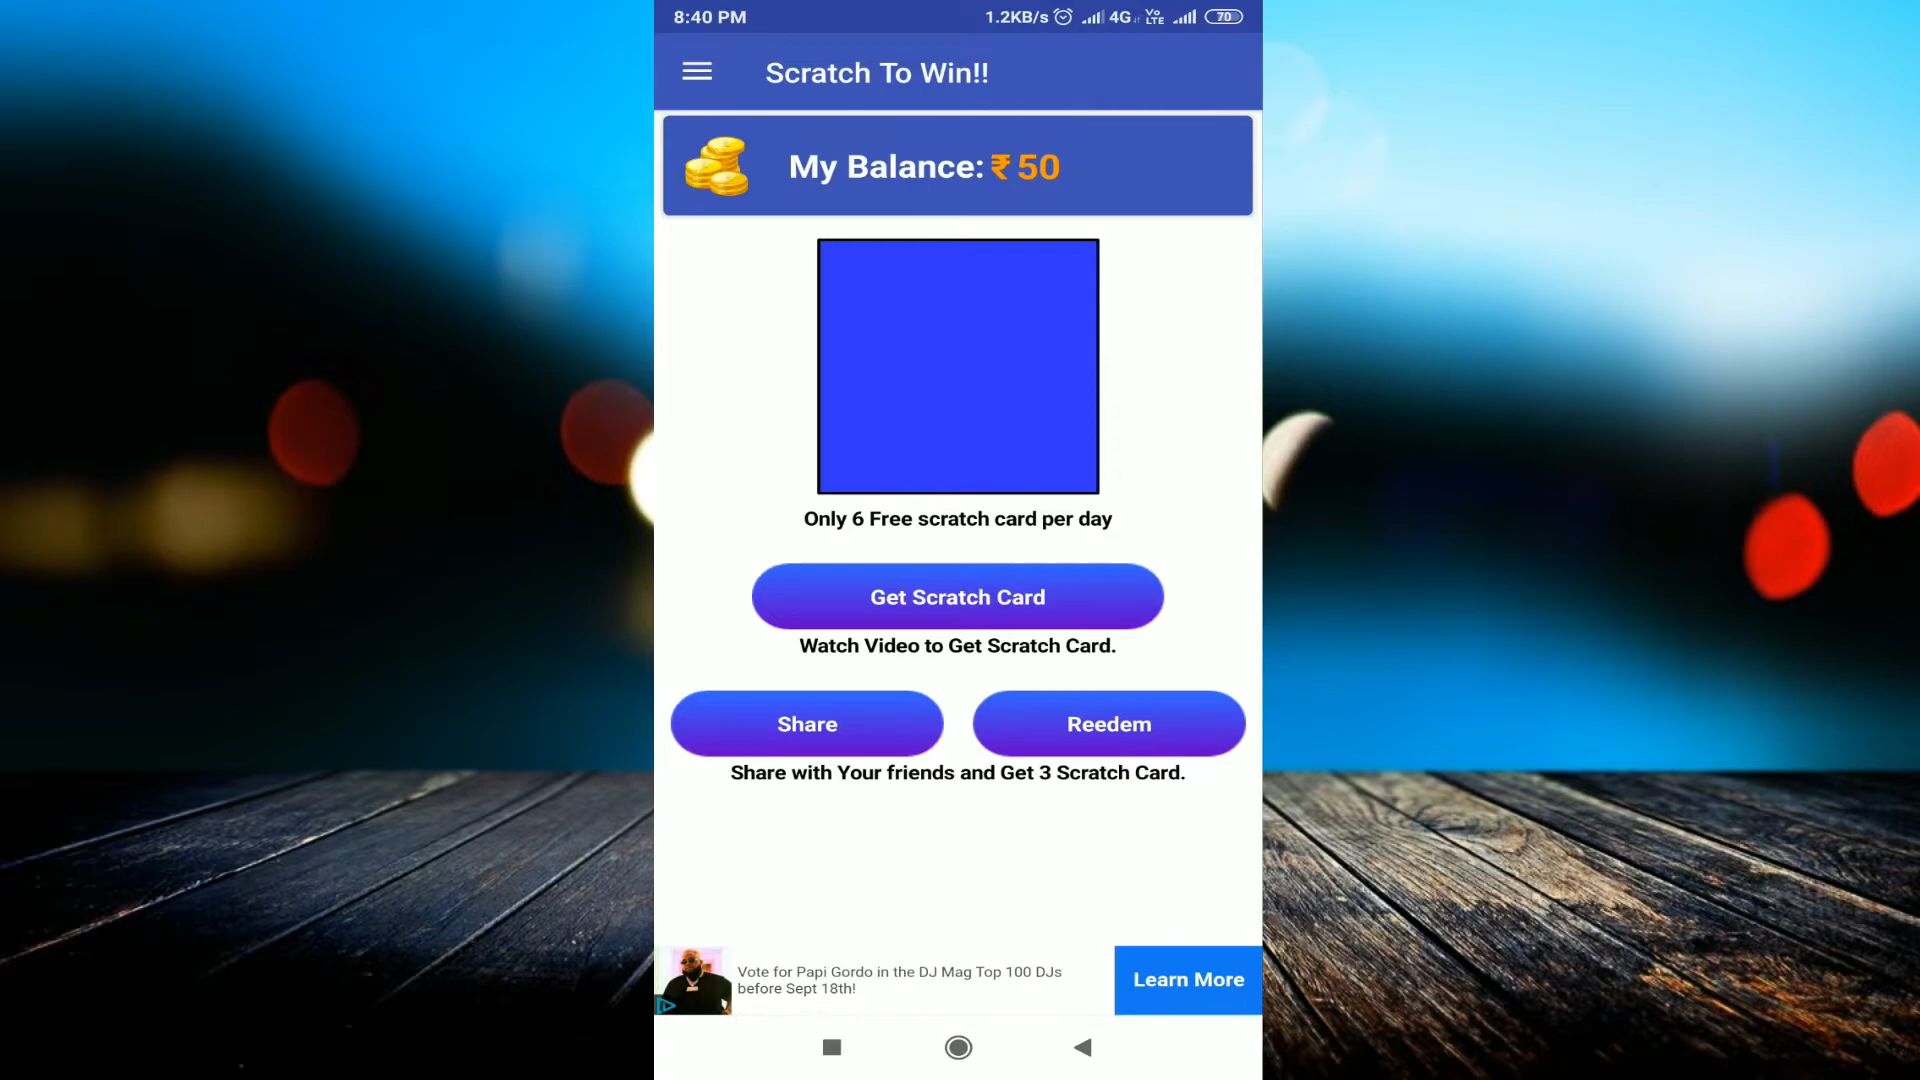 8:40 PM
1.2KB/s 4G Vo LTE 70
Scratch To Win!!
My Balance: ₹ 50
Only 6 Free scratch card per day
Get Scratch Card
Watch Video to Get Scratch Card.
Share
Reedem
Share with Your friends and Get 3 Scratch Card.
Vote for Papi Gordo in the DJ Mag Top 100 DJs
before Sept 18th!
Learn More